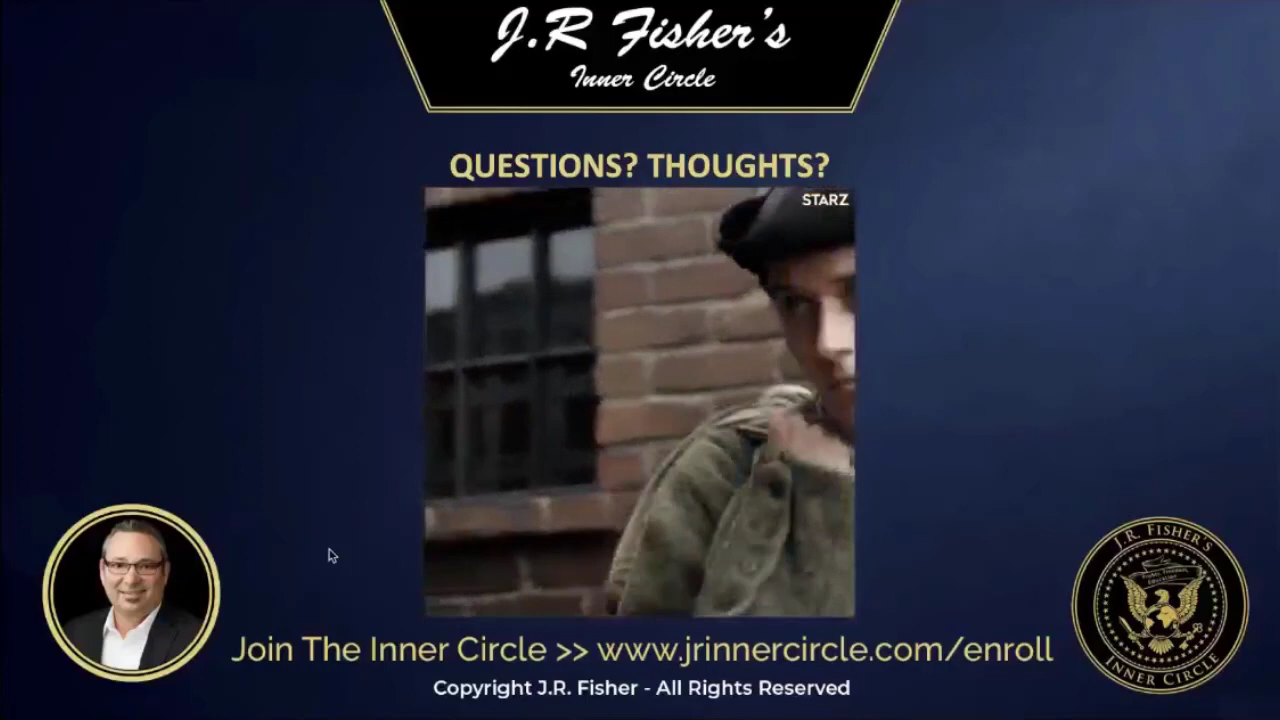 J.R Fisher's
Inner Circle
QUESTIONS? THOUGHTS?
STARZ
Join The Inner Circle >> www.jrinnercircle.com/enroll
Copyright J.R. Fisher - All Rights Reserved
J.R. FISHER'S
INNER CIRCLE